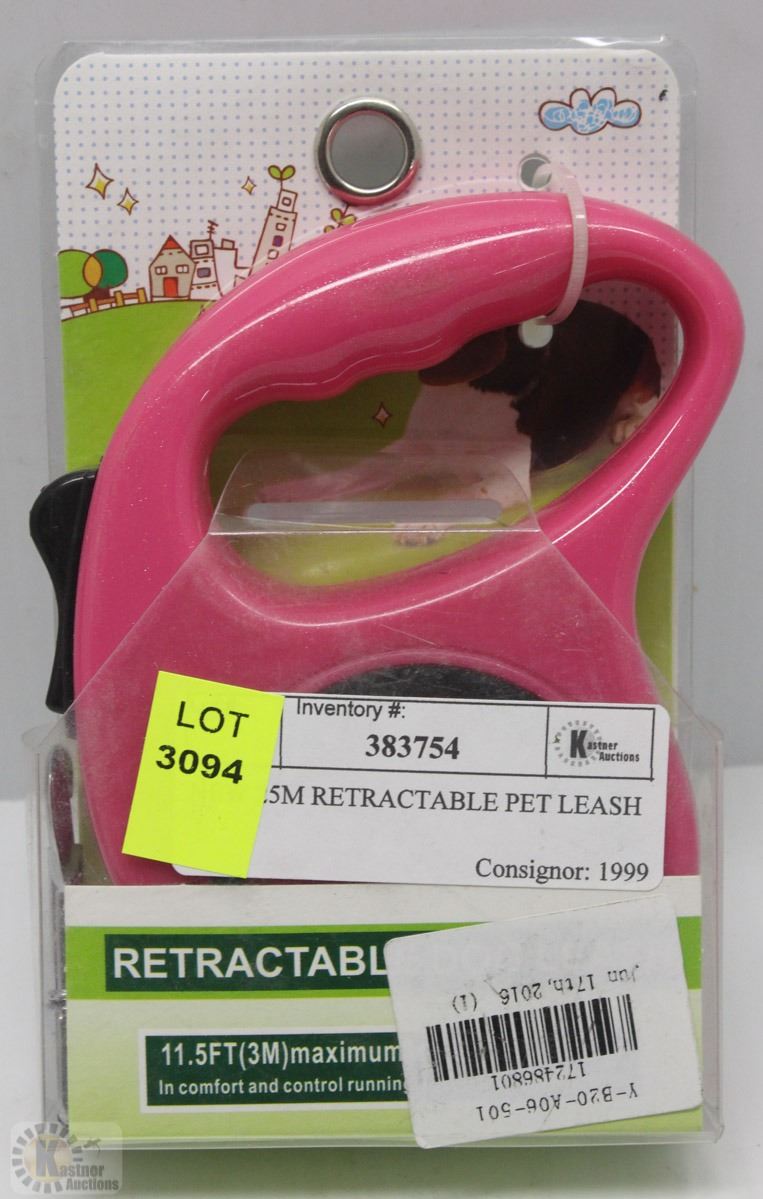 LOT
3094
Inventory #:
383754
Kastner
Auctions
5M RETRACTABLE PET LEASH
Consignor: 1999
RETRACTABL
11.5FT(3M)maximum
In comfort and control running
Y-B20-A06-501
172486801
Jun 17th,2016 (1)
Kastner
Auctions